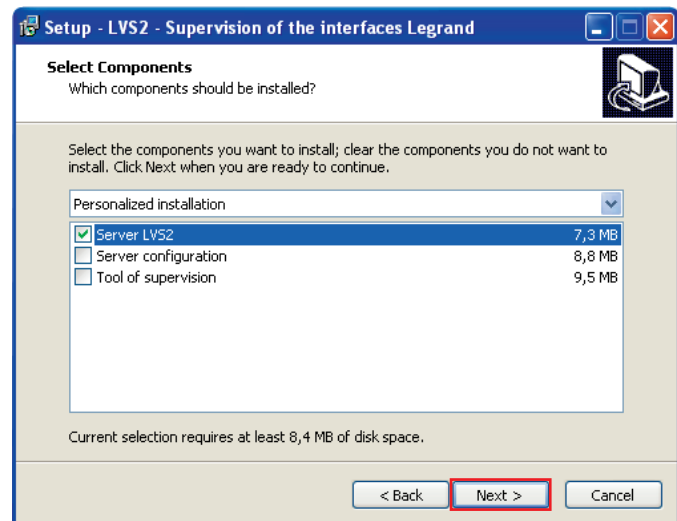 Setup - LVS2 - Supervision of the interfaces Legrand
Select Components
Which components should be installed?
Select the components you want to install; clear the components you do not want to
install. Click Next when you are ready to continue.
Personalized installation
Server LVS2 7,3 MB
Server configuration 8,8 MB
Tool of supervision 9,5 MB
Current selection requires at least 8,4 MB of disk space.
< Back Next > Cancel